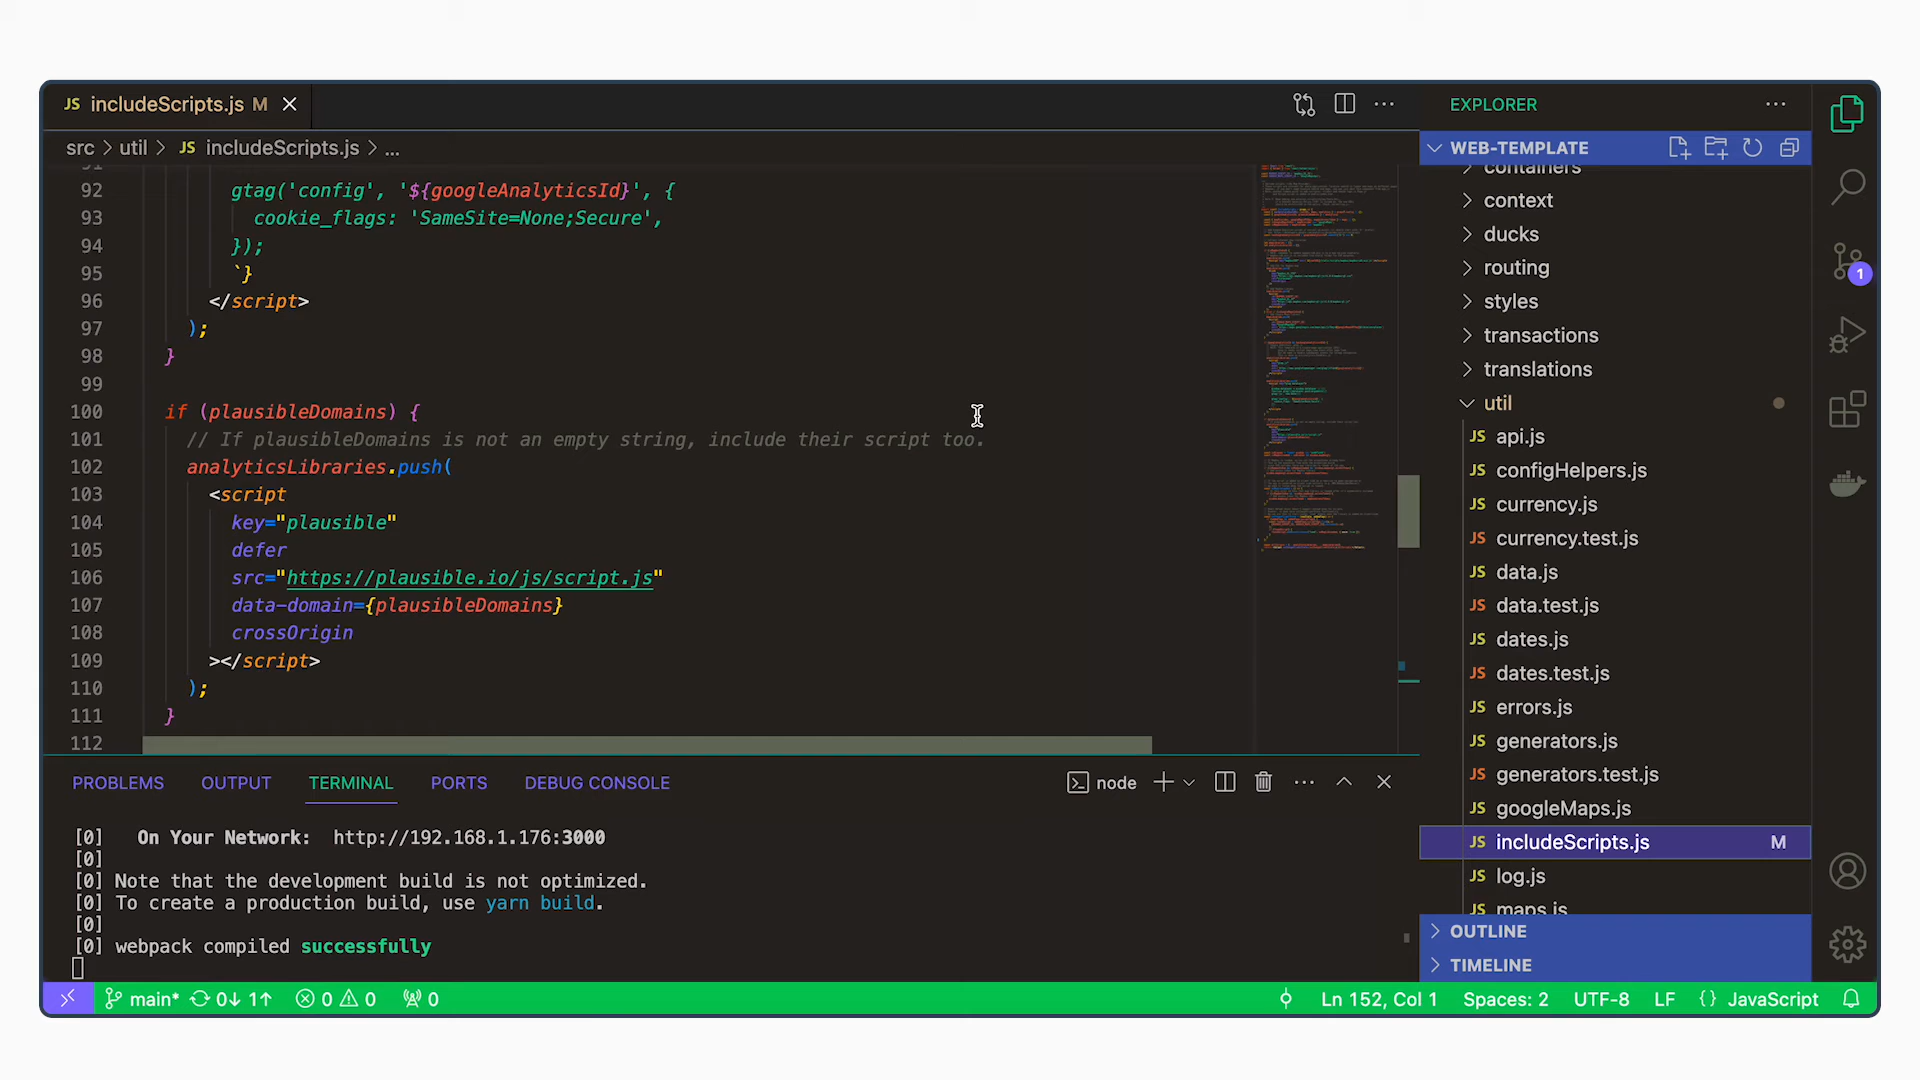 JS includeScripts.js M
src > util > JS includeScripts.js > ...
92 gtag('config', '${googleAnalyticsId}', {
93 cookie_flags: 'SameSite=None;Secure',
94 });
95 `}
96 </script>
97 );
98 }
99
100 if (plausibleDomains) {
101 // If plausibleDomains is not an empty string, include their script too.
102 analyticsLibraries.push(
103 <script
104 key="plausible"
105 defer
106 src="https://plausible.io/js/script.js"
107 data-domain={plausibleDomains}
108 crossOrigin
109 ></script>
110 );
111 }
112
PROBLEMS OUTPUT TERMINAL PORTS DEBUG CONSOLE node
[0] On Your Network: http://192.168.1.176:3000
[0]
[0] Note that the development build is not optimized.
[0] To create a production build, use yarn build.
[0]
[0] webpack compiled successfully
EXPLORER
WEB-TEMPLATE
containers
context
ducks
routing
styles
transactions
translations
util
JS api.js
JS configHelpers.js
JS currency.js
JS currency.test.js
JS data.js
JS data.test.js
JS dates.js
JS dates.test.js
JS errors.js
JS generators.js
JS generators.test.js
JS googleMaps.js
JS includeScripts.js M
JS log.js
JS maps.js
OUTLINE
TIMELINE
1
main* 0↓ 1↑ 0 0 0
Ln 152, Col 1 Spaces: 2 UTF-8 LF {} JavaScript